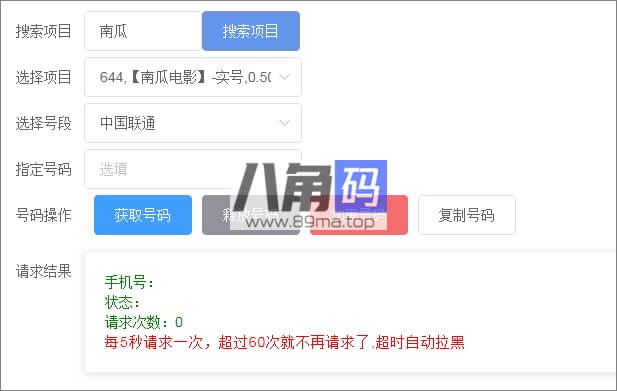 搜索项目 南瓜 搜索项目
选择项目 644,【南瓜电影】-实号,0.50
选择号段 中国联通
指定号码 选填
八角码
号码操作 获取号码 释放号码 复制号码
www.89ma.top
请求结果
手机号：
状态：
请求次数：0
每5秒请求一次，超过60次就不再请求了,超时自动拉黑